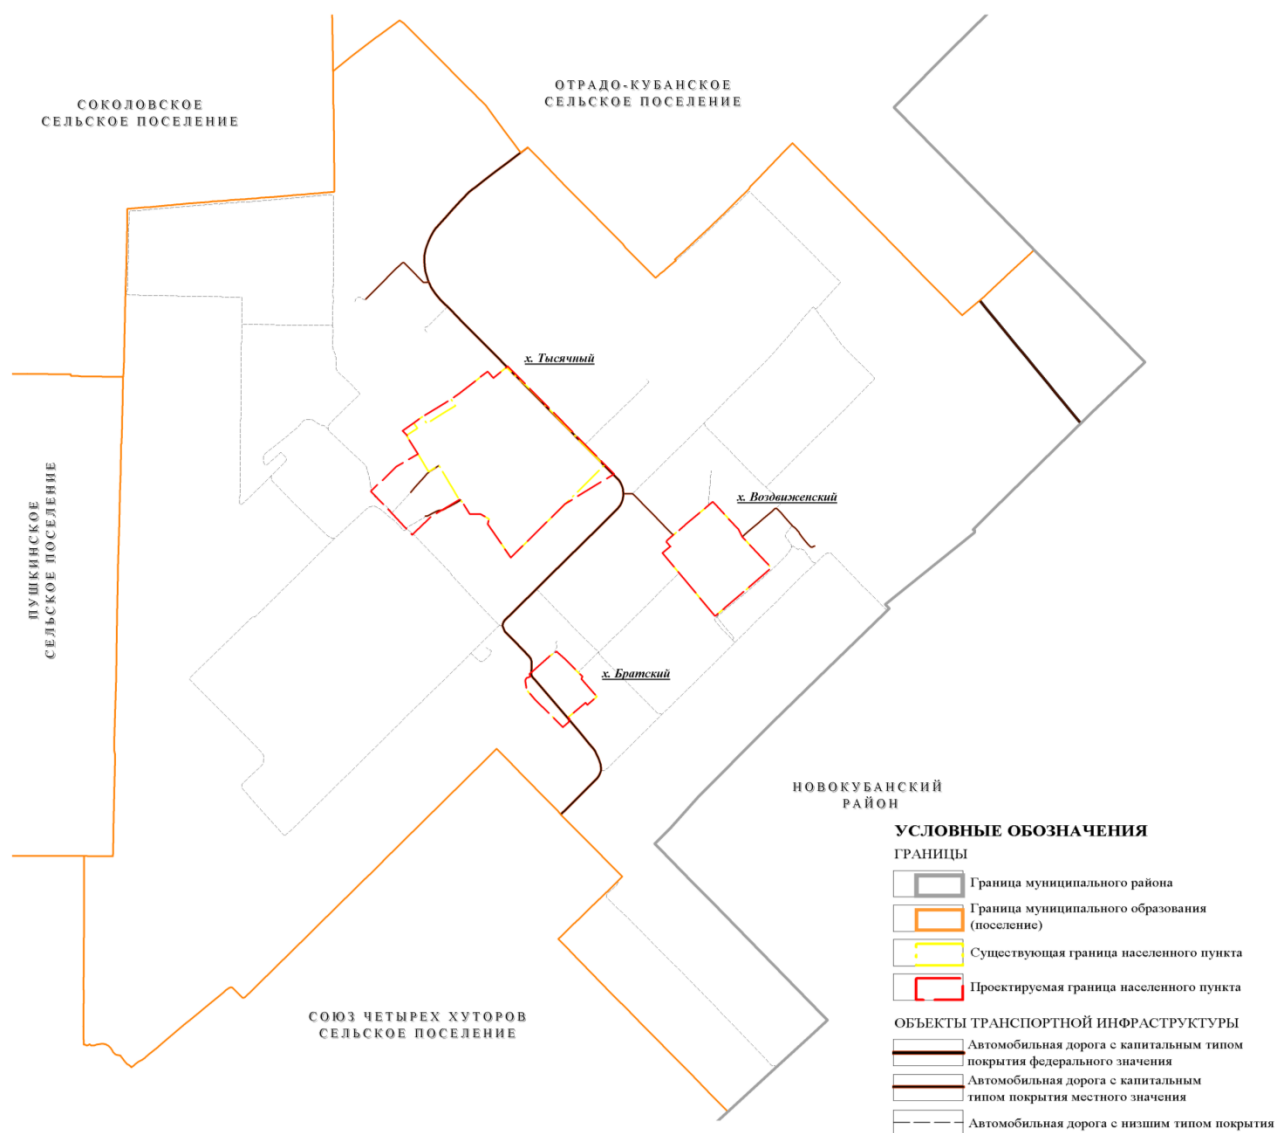 ОТРАДО-КУБАНСКОЕ
СЕЛЬСКОЕ ПОСЕЛЕНИЕ
СОКОЛОВСКОЕ
СЕЛЬСКОЕ ПОСЕЛЕНИЕ
х. Тысячный
х. Воздвиженский
ПУШКИНСКОЕ
СЕЛЬСКОЕ ПОСЕЛЕНИЕ
х. Братский
НОВОКУБАНСКИЙ
РАЙОН
СОЮЗ ЧЕТЫРЕХ ХУТОРОВ
СЕЛЬСКОЕ ПОСЕЛЕНИЕ
УСЛОВНЫЕ ОБОЗНАЧЕНИЯ
ГРАНИЦЫ
Граница муниципального района
Граница муниципального образования
(поселение)
Существующая граница населенного пункта
Проектируемая граница населенного пункта
ОБЪЕКТЫ ТРАНСПОРТНОЙ ИНФРАСТРУКТУРЫ
Автомобильная дорога с капитальным типом
покрытия федерального значения
Автомобильная дорога с капитальным
типом покрытия местного значения
Автомобильная дорога с низшим типом покрытия